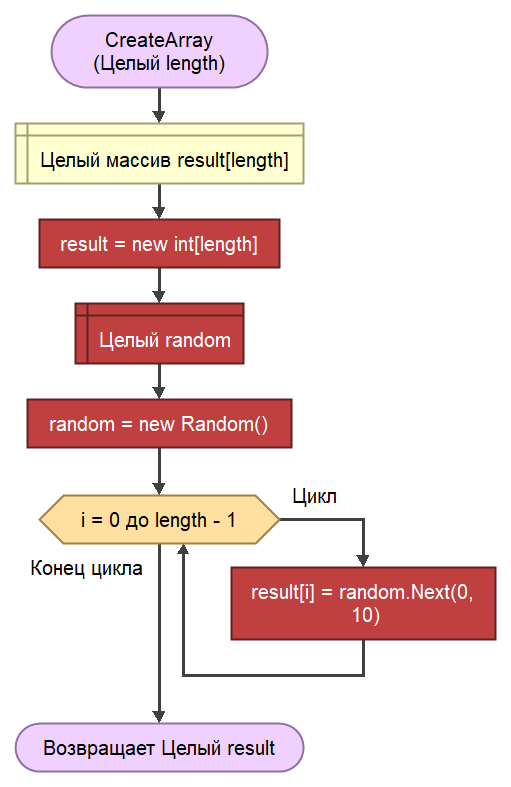 CreateArray
(Целый length)
Целый массив result[length]
result = new int[length]
Целый random
random = new Random()
i = 0 до length - 1
Цикл
Конец цикла
result[i] = random.Next(0,
10)
Возвращает Целый result